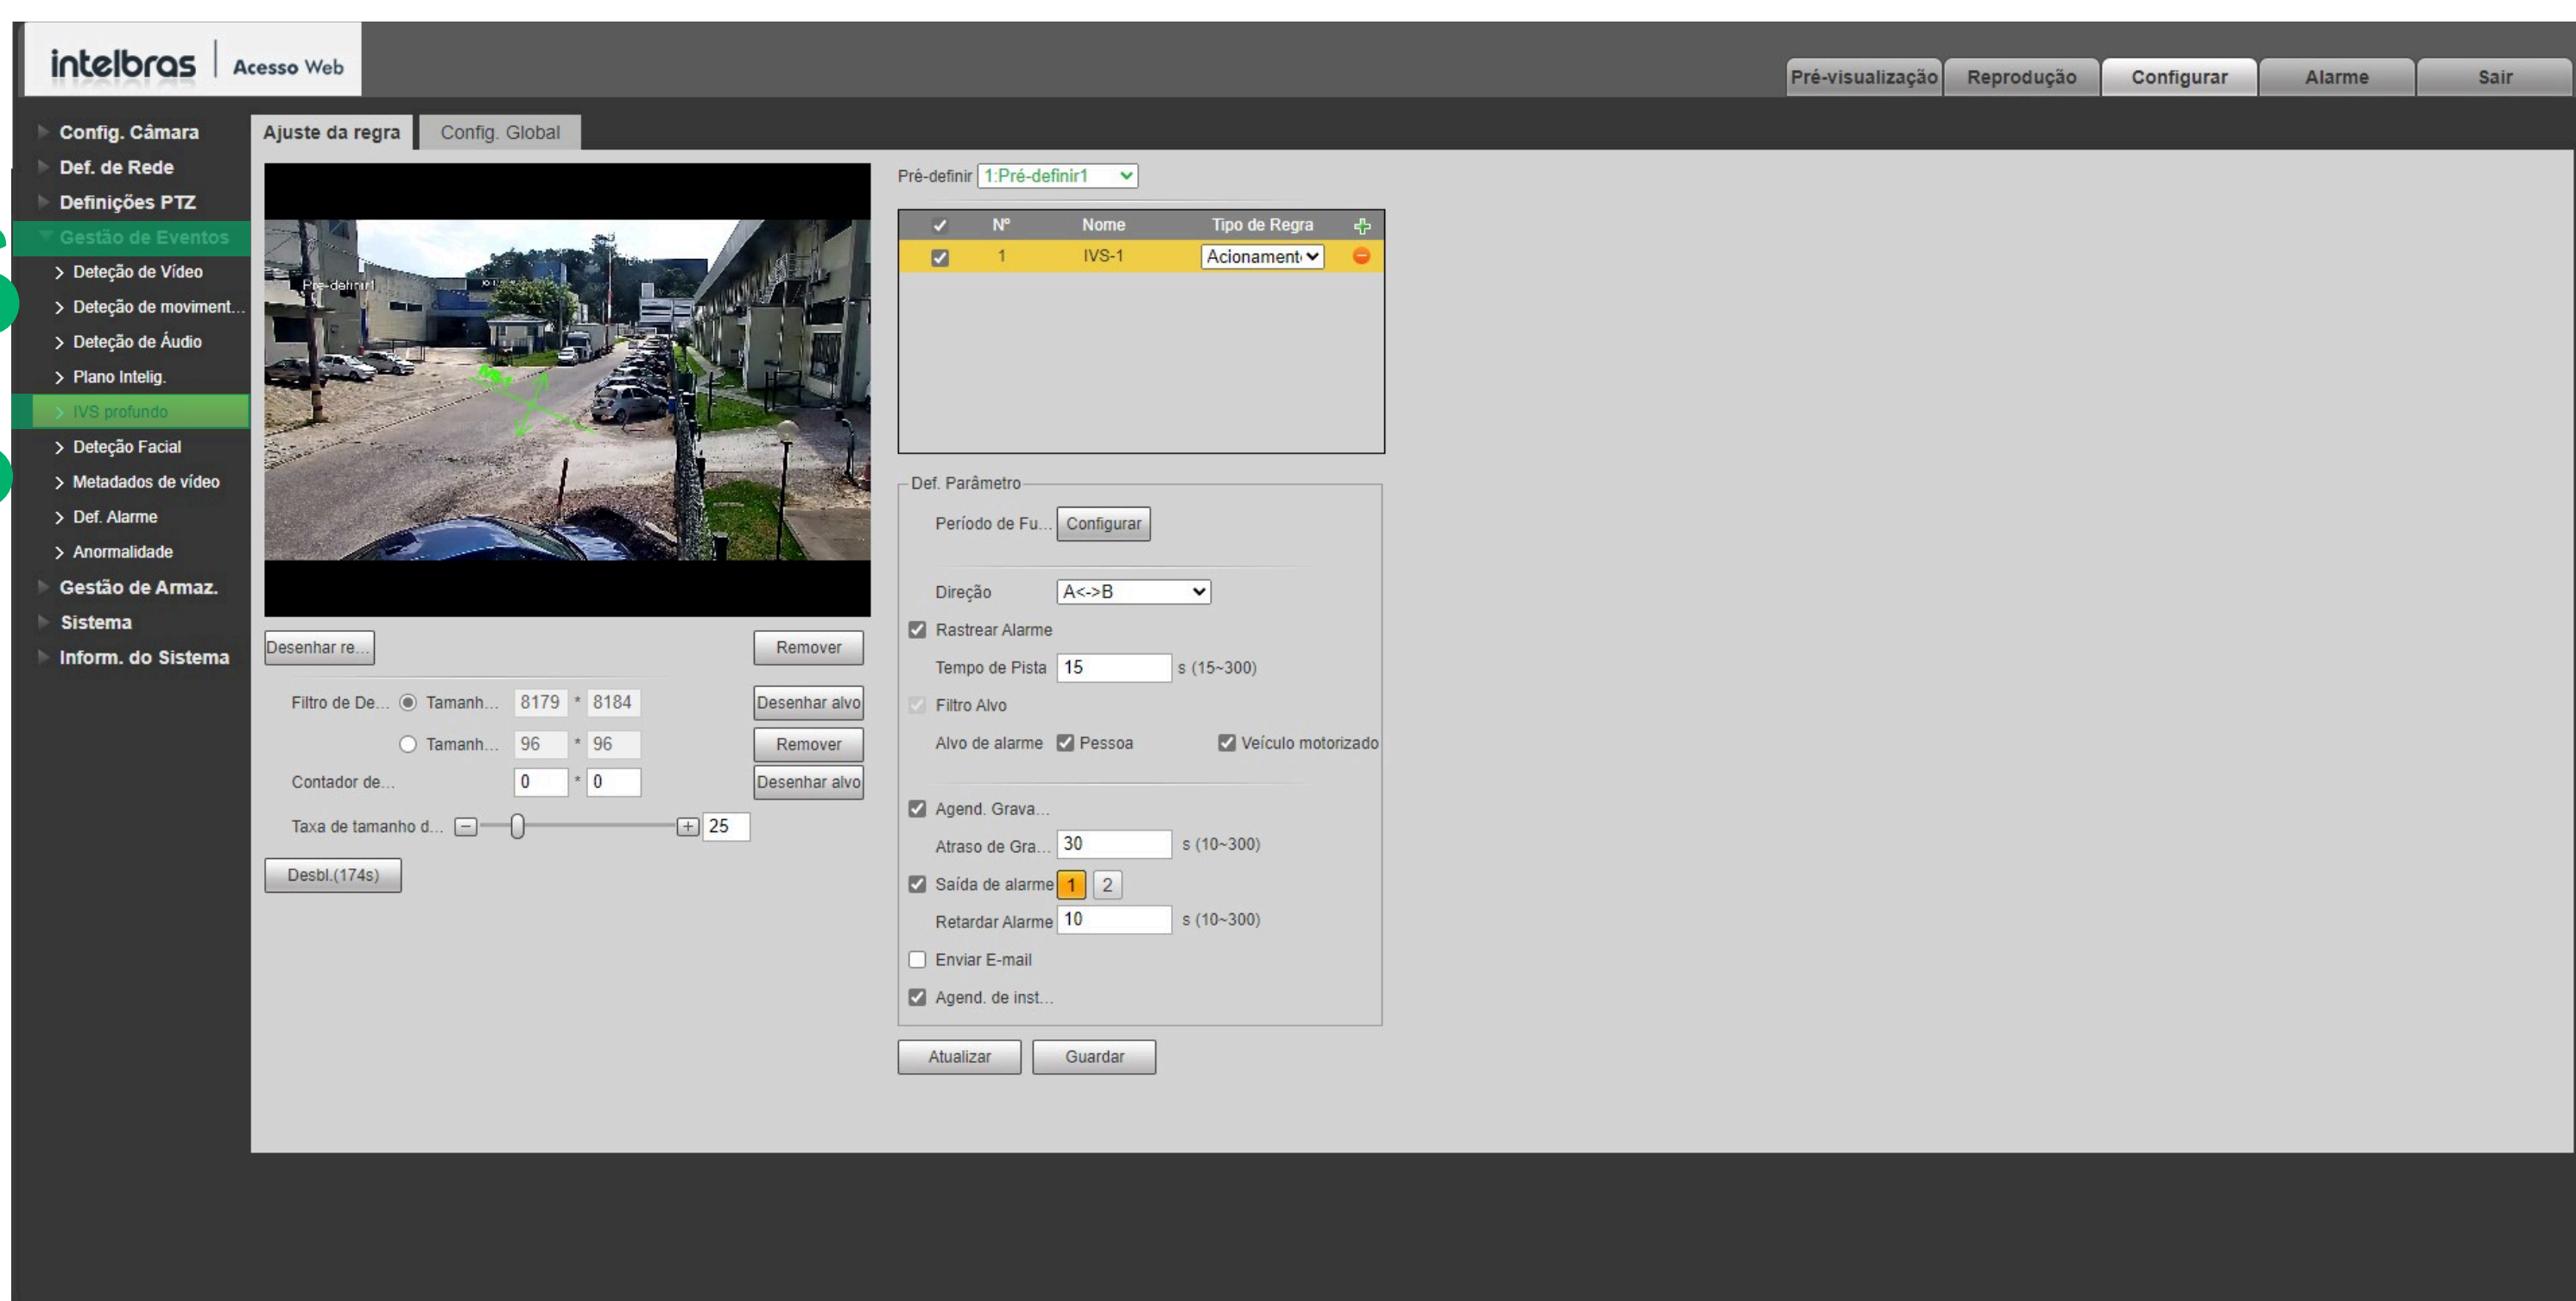 intelbras | Acesso Web
Pré-visualização
Reprodução
Configurar
Alarme
Sair
Config. Câmara
Def. de Rede
Definições PTZ
Gestão de Eventos
Deteção de Vídeo
Deteção de moviment...
Deteção de Áudio
Plano Intelig.
IVS profundo
Deteção Facial
Metadados de vídeo
Def. Alarme
Anormalidade
Gestão de Armaz.
Sistema
Inform. do Sistema
Ajuste da regra
Config. Global
Pré-definir1
Desenhar re...
Remover
Filtro de De... Tamanh... 8179 * 8184 Desenhar alvo
Tamanh... 96 * 96 Remover
Contador de... 0 * 0 Desenhar alvo
Taxa de tamanho d... 25
Desbl.(174s)
Pré-definir 1:Pré-definir1
Nº Nome Tipo de Regra
1 IVS-1 Acionament
Def. Parâmetro
Período de Fu... Configurar
Direção A<->B
Rastrear Alarme
Tempo de Pista 15 s (15~300)
Filtro Alvo
Alvo de alarme Pessoa Veículo motorizado
Agend. Grava...
Atraso de Gra... 30 s (10~300)
Saída de alarme 1 2
Retardar Alarme 10 s (10~300)
Enviar E-mail
Agend. de inst...
Atualizar Guardar